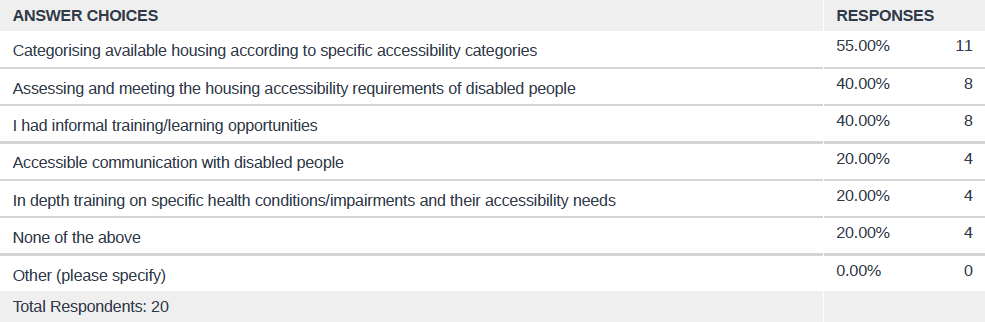 ANSWER CHOICES RESPONSES
Categorising available housing according to specific accessibility categories 55.00% 11
Assessing and meeting the housing accessibility requirements of disabled people 40.00% 8
I had informal training/learning opportunities 40.00% 8
Accessible communication with disabled people 20.00% 4
In depth training on specific health conditions/impairments and their accessibility needs 20.00% 4
None of the above 20.00% 4
Other (please specify) 0.00% 0
Total Respondents: 20